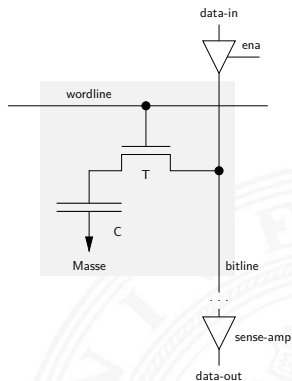 data-in
ena
wordline
T
C
Masse
bitline
. . .
sense-amp
data-out